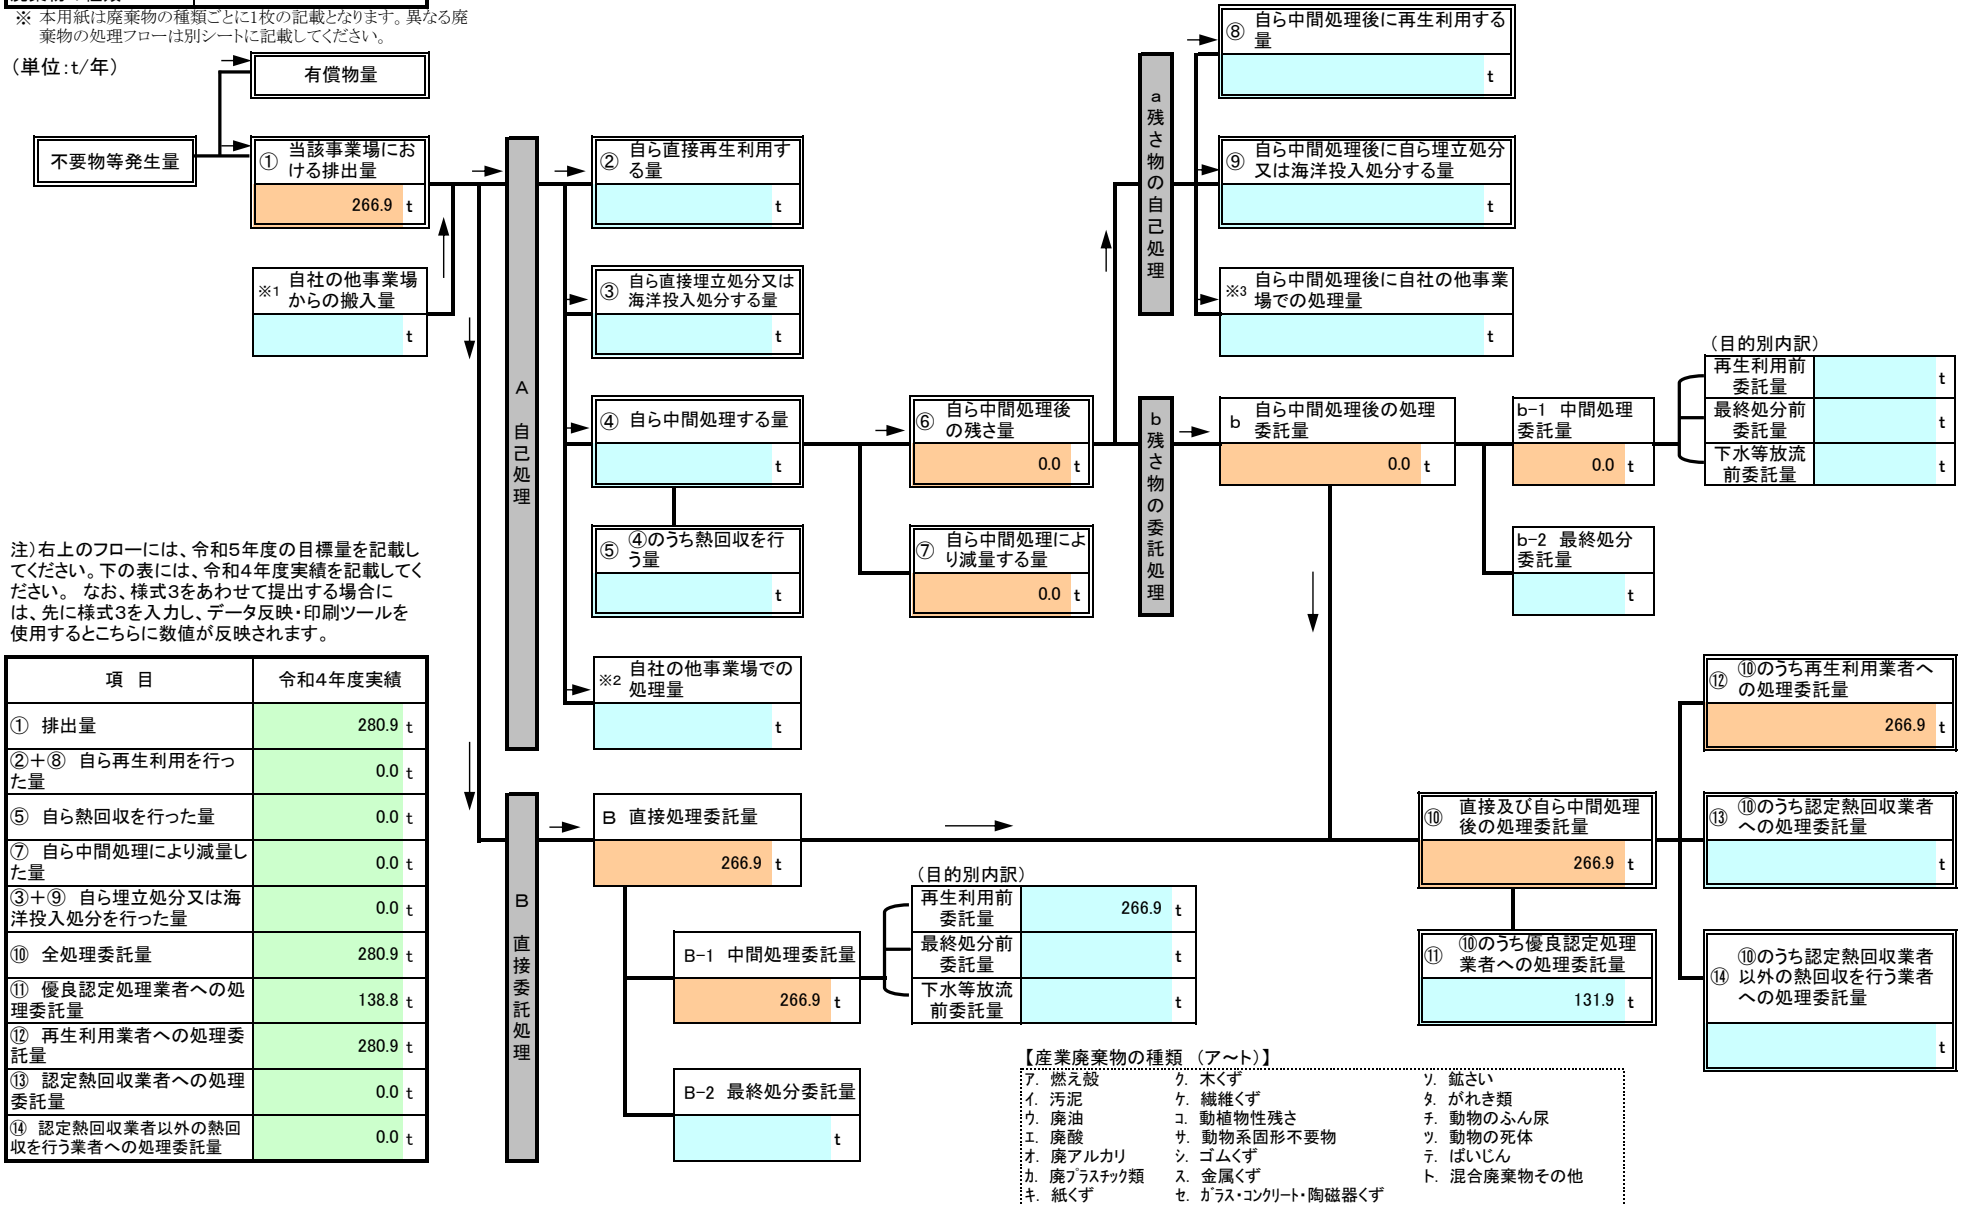 ※ 本用紙は廃棄物の種類ごとに1枚の記載となります。異なる廃
棄物の処理フローは別シートに記載してください。
（単位：t/年）
有償物量
不要物等発生量
① 当該事業場にお
ける排出量
266.9 t
※1 自社の他事業場
からの搬入量
t
A 自己処理
② 自ら直接再生利用す
る量
t
③ 自ら直接埋立処分又は
海洋投入処分する量
t
④ 自ら中間処理する量
t
⑤ ④のうち熱回収を行
う量
t
※2 自社の他事業場での
処理量
t
⑥ 自ら中間処理後
の残さ量
0.0 t
⑦ 自ら中間処理によ
り減量する量
0.0 t
a 残さ物の自己処理
⑧ 自ら中間処理後に再生利用する
量
t
⑨ 自ら中間処理後に自ら埋立処分
又は海洋投入処分する量
t
※3 自ら中間処理後に自社の他事業
場での処理量
t
b 残さ物の委託処理
b 自ら中間処理後の処理
委託量
0.0 t
b-1 中間処理
委託量
0.0 t
b-2 最終処分
委託量
t
（目的別内訳）
再生利用前
委託量
t
最終処分前
委託量
t
下水等放流
前委託量
t
注）右上のフローには、令和5年度の目標量を記載し
てください。下の表には、令和4年度実績を記載してく
ださい。 なお、様式3をあわせて提出する場合に
は、先に様式3を入力し、データ反映・印刷ツールを
使用するとこちらに数値が反映されます。
項 目 令和4年度実績
① 排出量 280.9 t
②＋⑧ 自ら再生利用を行っ
た量 0.0 t
⑤ 自ら熱回収を行った量 0.0 t
⑦ 自ら中間処理により減量し
た量 0.0 t
③＋⑨ 自ら埋立処分又は海
洋投入処分を行った量 0.0 t
⑩ 全処理委託量 280.9 t
⑪ 優良認定処理業者への処
理委託量 138.8 t
⑫ 再生利用業者への処理委
託量 280.9 t
⑬ 認定熱回収業者への処理
委託量 0.0 t
⑭ 認定熱回収業者以外の熱回
収を行う業者への処理委託量 0.0 t
B 直接委託処理
B 直接処理委託量
266.9 t
B-1 中間処理委託量
266.9 t
B-2 最終処分委託量
t
（目的別内訳）
再生利用前
委託量
266.9 t
最終処分前
委託量
t
下水等放流
前委託量
t
⑩ 直接及び自ら中間処理
後の処理委託量
266.9 t
⑪ ⑩のうち優良認定処理
業者への処理委託量
131.9 t
⑫ ⑩のうち再生利用業者へ
の処理委託量
266.9 t
⑬ ⑩のうち認定熱回収業者
への処理委託量
t
⑭ ⑩のうち認定熱回収業者
以外の熱回収を行う業者
への処理委託量
t
【産業廃棄物の種類 （ア～ト）】
ア. 燃え殻
イ. 汚泥
ウ. 廃油
エ. 廃酸
オ. 廃アルカリ
カ. 廃プラスチック類
キ. 紙くず
ク. 木くず
ケ. 繊維くず
コ. 動植物性残さ
サ. 動物系固形不要物
シ. ゴムくず
ス. 金属くず
セ. ガラス・コンクリート・陶磁器くず
ソ. 鉱さい
タ. がれき類
チ. 動物のふん尿
ツ. 動物の死体
テ. ばいじん
ト. 混合廃棄物その他